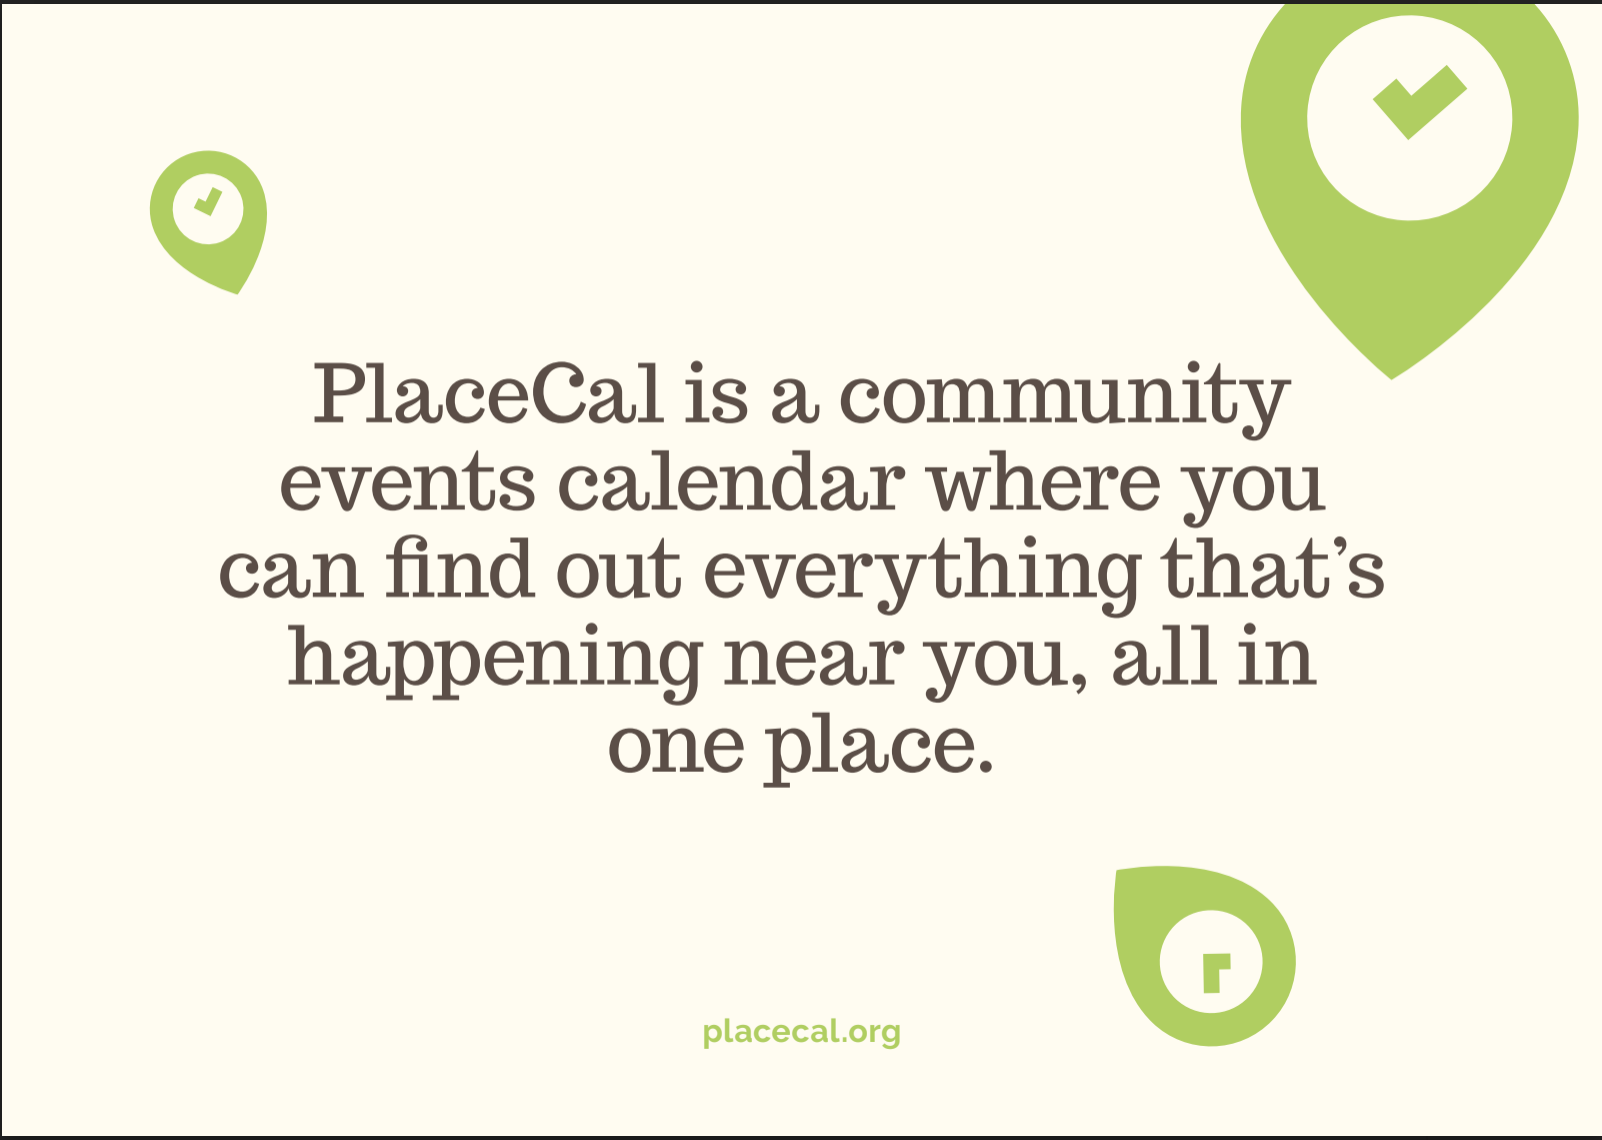 PlaceCal is a community
events calendar where you
can find out everything that’s
happening near you, all in
one place.
placecal.org